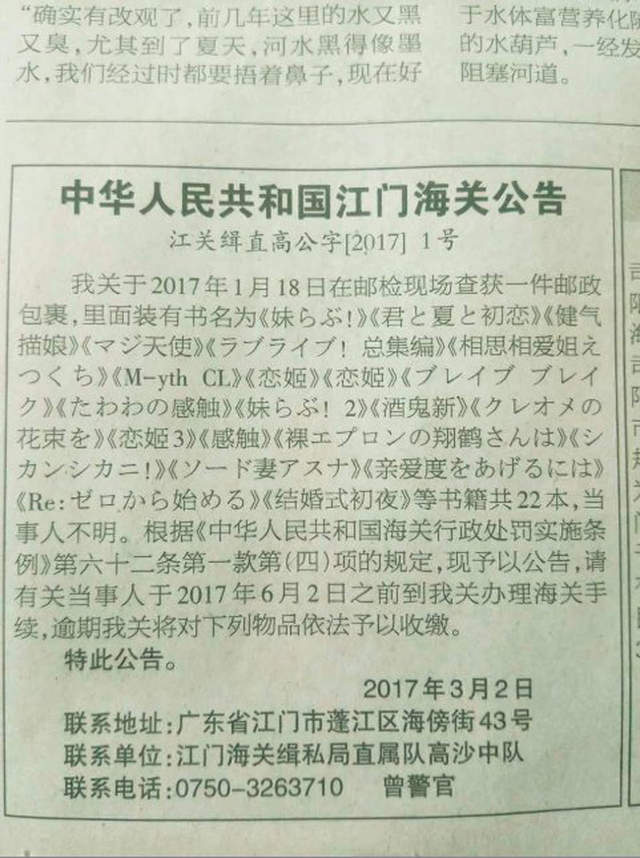 “确实有改观了，前几年这里的水又黑
又臭，尤其到了夏天，河水黑得像墨
水，我们经过时都要捂着鼻子，现在好
于水体富营养化
的水葫芦，一经发
阻塞河道。
中华人民共和国江门海关公告
江关缉直高公字[2017] 1号
我关于2017年1月18日在邮检现场查获一件邮政
包裹，里面装有书名为《妹らぶ！》《君と夏と初恋》《健气
描娘》《マジ天使》《ラブライブ！总集编》《相思相爱姐え
つくち》《M-yth CL》《恋姬》《恋姬》《ブレイブ ブレイ
ク》《たわわの感触》《妹らぶ！2》《酒鬼新》《クレオメの
花束を》《恋姬3》《感触》《裸エプロンの翔鹤さんは》《シ
カンシカニ！》《ソード妻アスナ》《亲爱度をあげるには》
《Re:ゼロから始める》《结婚式初夜》等书籍共22本，当
事人不明。根据《中华人民共和国海关行政处罚实施条
例》第六十二条第一款第(四)项的规定，现予以公告，请
有关当事人于2017年6月2日之前到我关办理海关手
续，逾期我关将对下列物品依法予以收缴。
特此公告。
2017年3月2日
联系地址：广东省江门市蓬江区海傍街43号
联系单位：江门海关缉私局直属队高沙中队
联系电话：0750-3263710 曾警官